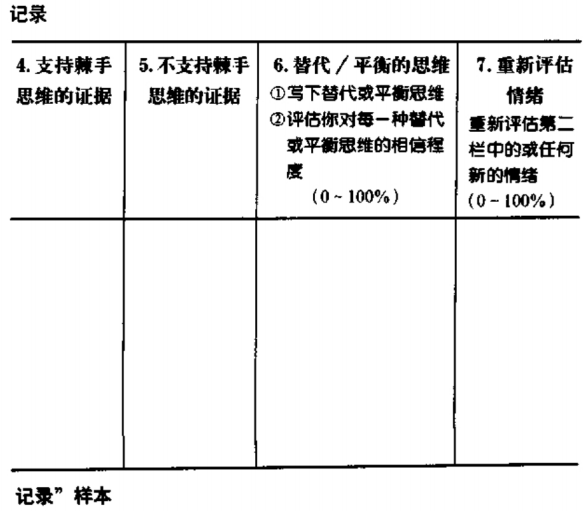 记录
4.支持棘手
思维的证据
5.不支持棘手
思维的证据
6.替代/平衡的思维
①写下替代或平衡思维
②评估你对每一种替代
或平衡思维的相信程
度
(0~100%)
7.重新评估
情绪
重新评估第二
栏中的或任何
新的情绪
(0~100%)
记录”样本